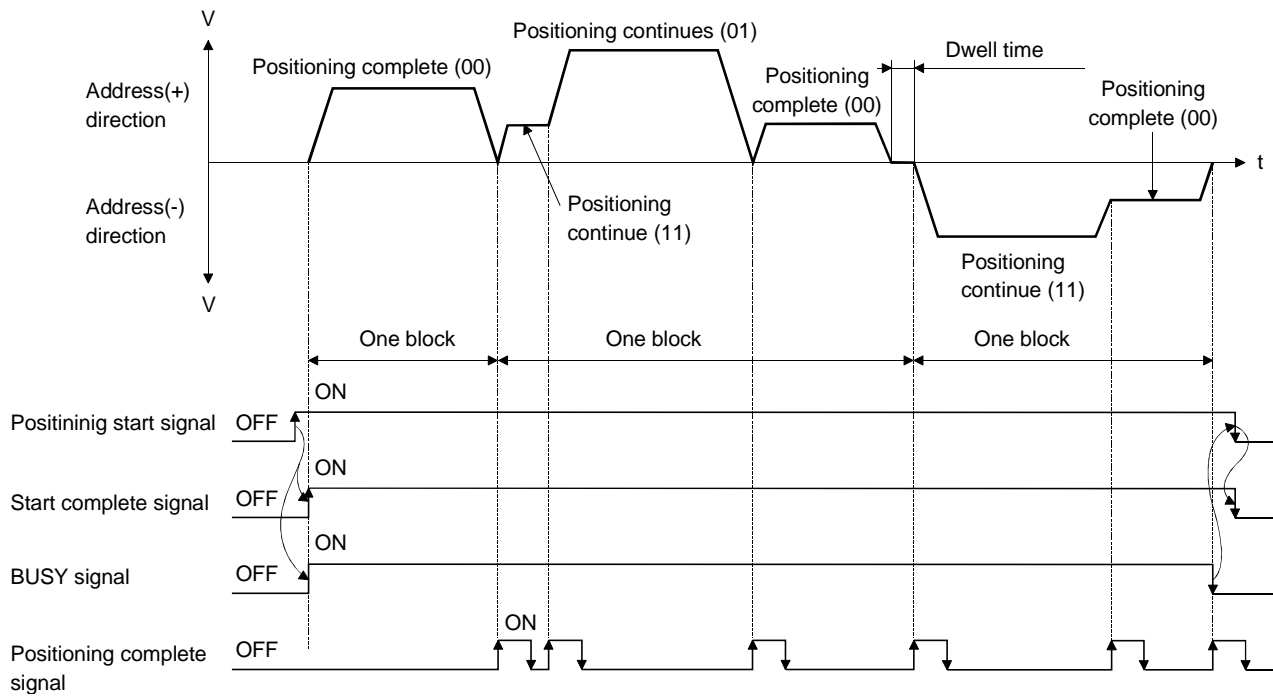 V
Positioning continues (01)
Dwell time
Positioning complete (00)
Positioning
complete (00)
Positioning
complete (00)
Address(+)
direction
t
Address(-)
direction
Positioning
continue (11)
Positioning
continue (11)
V
One block
One block
One block
ON
Positininig start signal
OFF
ON
Start complete signal
OFF
ON
BUSY signal
OFF
ON
Positioning complete
signal
OFF